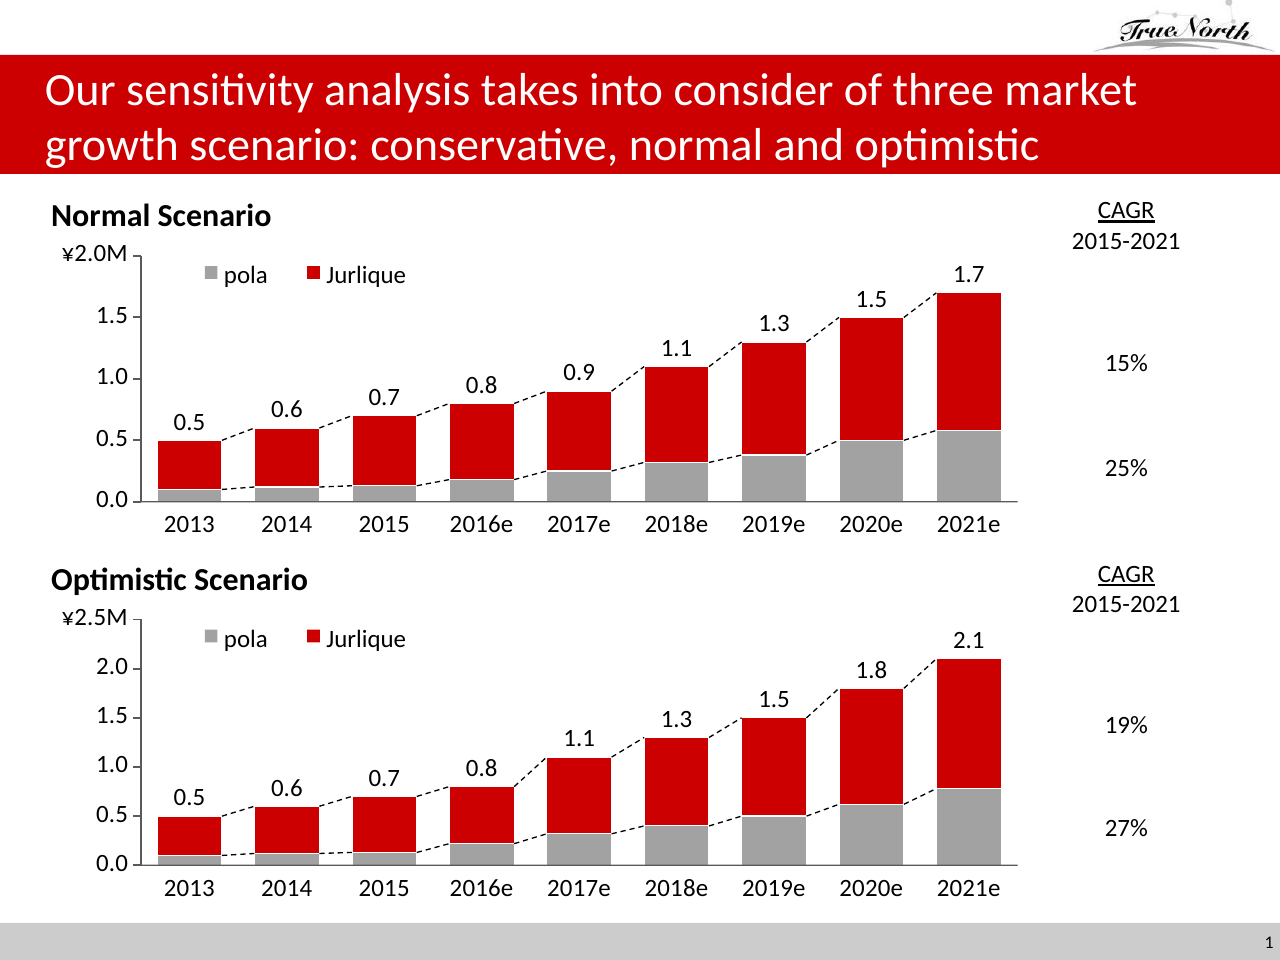 True North
Our sensitivity analysis takes into consider of three market
growth scenario: conservative, normal and optimistic
Normal Scenario
CAGR
2015-2021
¥2.0M
pola
Jurlique
1.5
1.0
0.5
0.0
0.5
0.6
0.7
0.8
0.9
1.1
1.3
1.5
1.7
15%
25%
2013
2014
2015
2016e
2017e
2018e
2019e
2020e
2021e
Optimistic Scenario
CAGR
2015-2021
¥2.5M
pola
Jurlique
2.0
1.5
1.0
0.5
0.0
0.5
0.6
0.7
0.8
1.1
1.3
1.5
1.8
2.1
19%
27%
2013
2014
2015
2016e
2017e
2018e
2019e
2020e
2021e
1